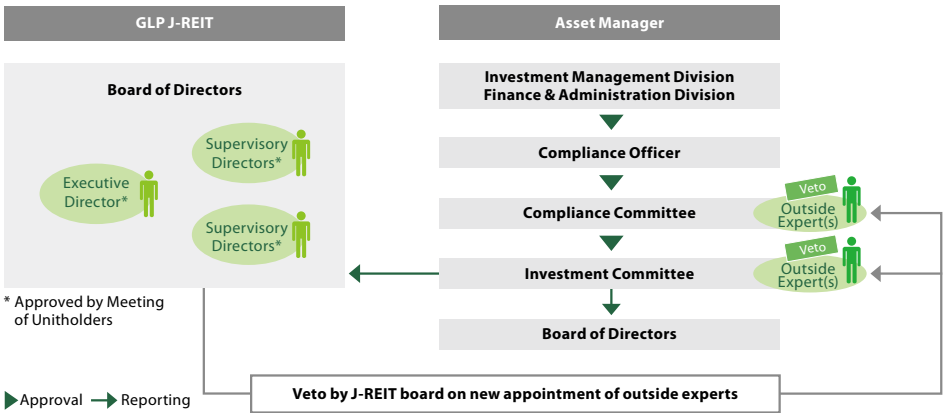 GLP J-REIT
Board of Directors
Supervisory
Directors*
Executive
Director*
Supervisory
Directors*
* Approved by Meeting
of Unitholders
Asset Manager
Investment Management Division
Finance & Administration Division
Compliance Officer
Compliance Committee
Veto
Outside
Expert(s)
Investment Committee
Veto
Outside
Expert(s)
Board of Directors
Veto by J-REIT board on new appointment of outside experts
Approval
Reporting